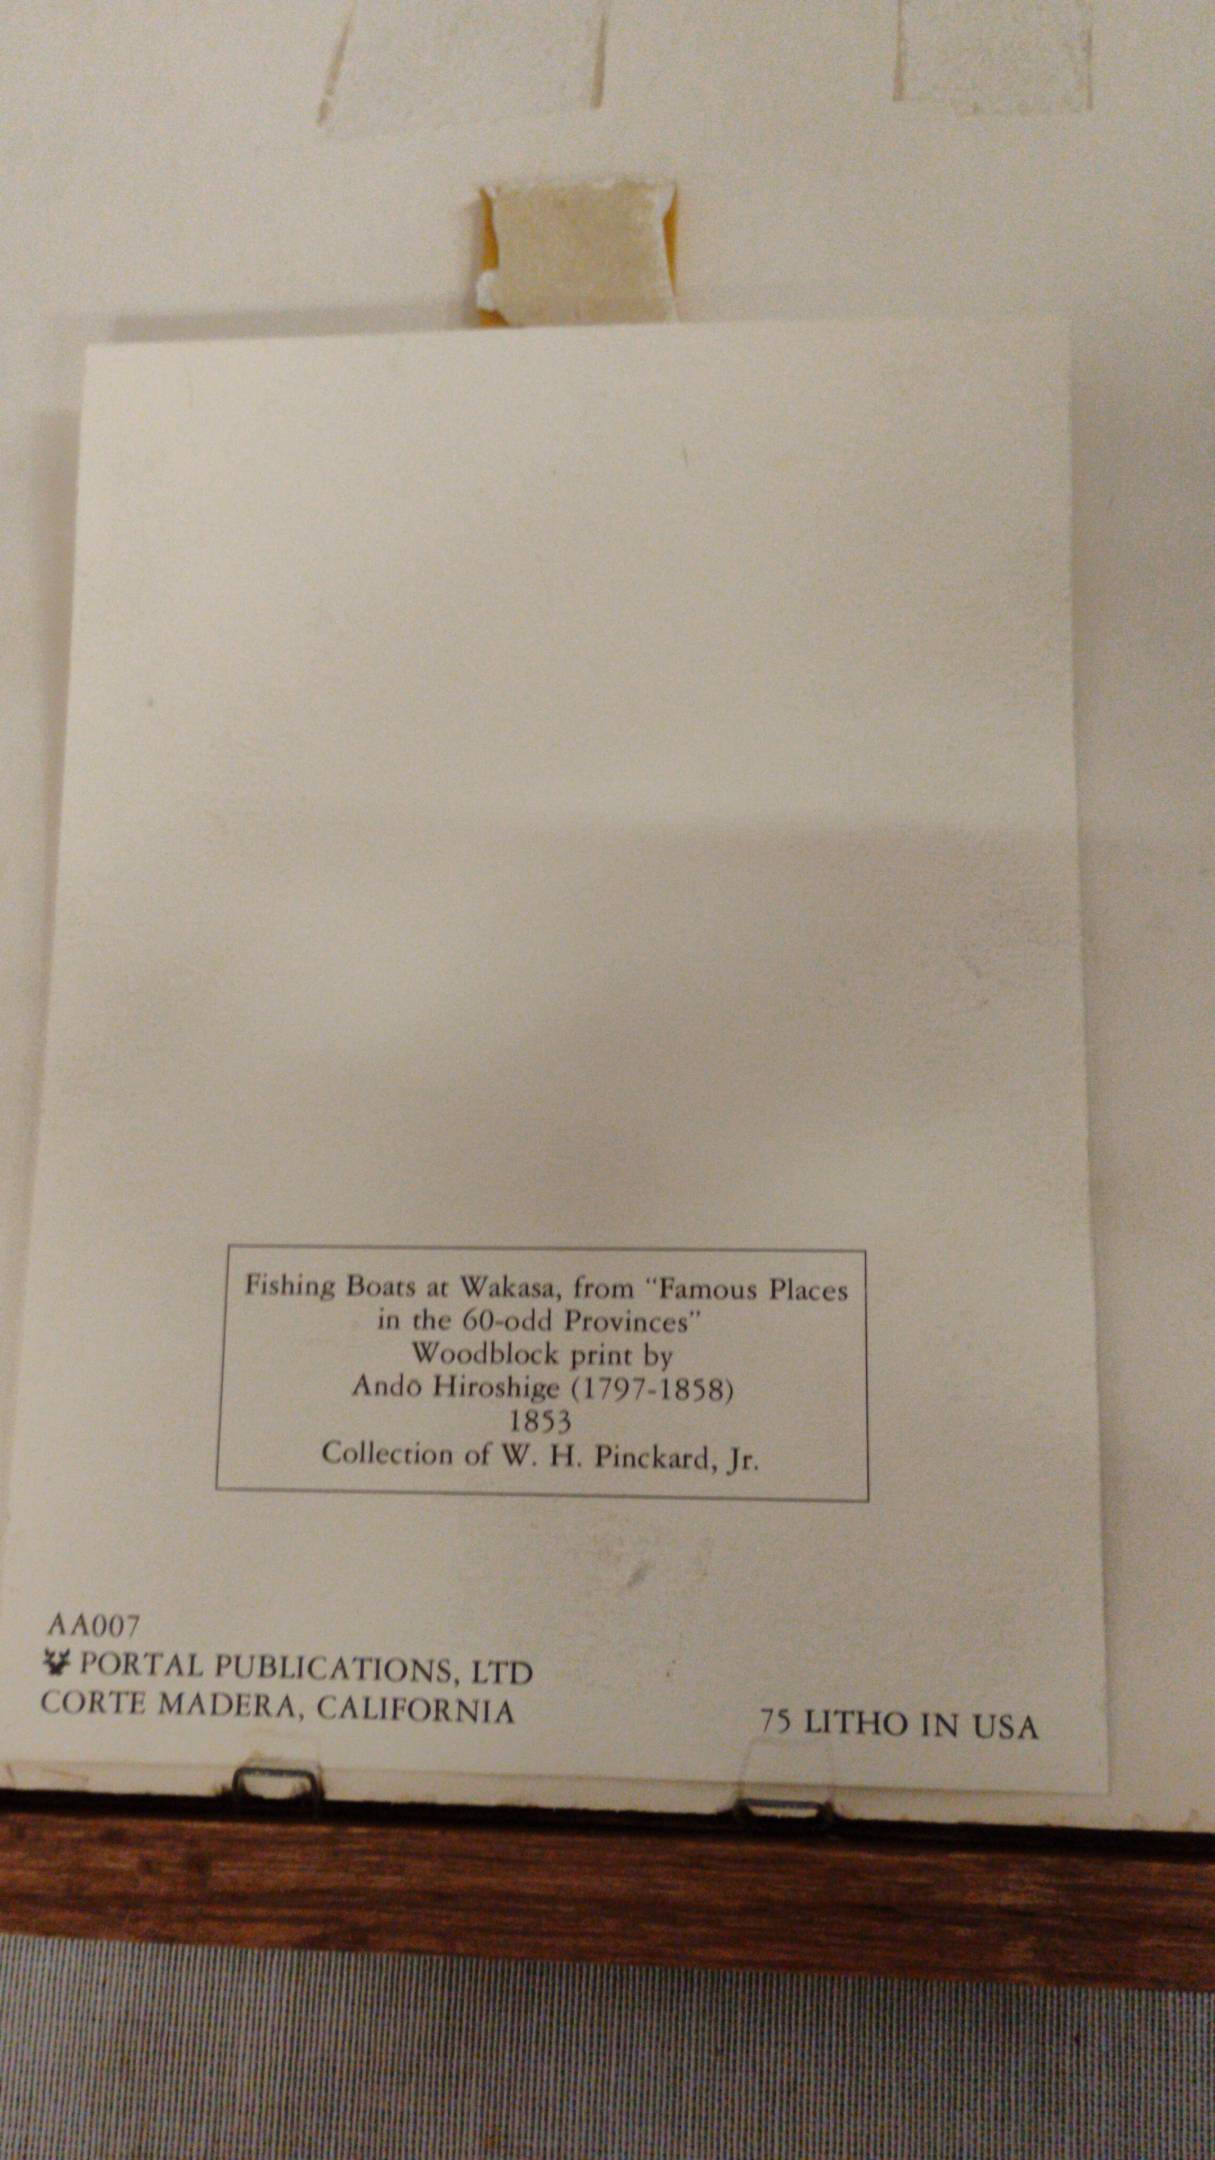 Fishing Boats at Wakasa, from "Famous Places
in the 60-odd Provinces"
Woodblock print by
Andō Hiroshige (1797-1858)
1853
Collection of W. H. Pinckard, Jr.
AA007
PORTAL PUBLICATIONS, LTD
CORTE MADERA, CALIFORNIA
75 LITHO IN USA